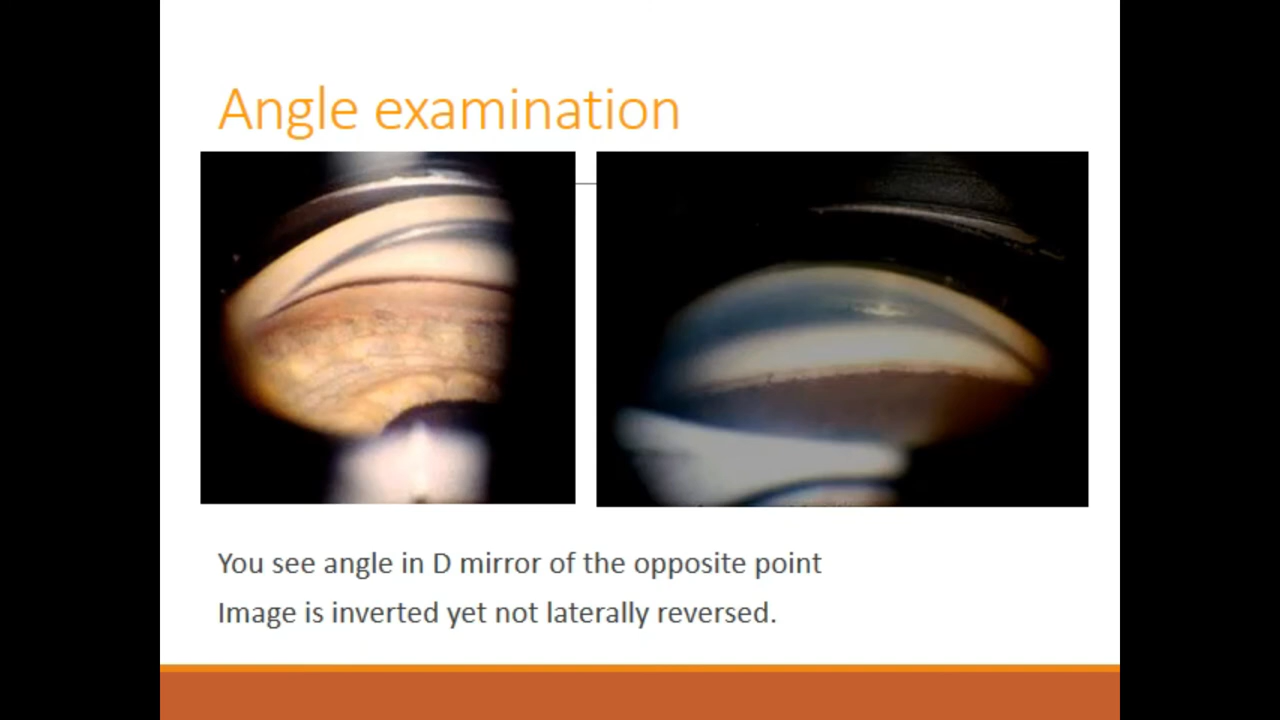 Angle examination
You see angle in D mirror of the opposite point
Image is inverted yet not laterally reversed.